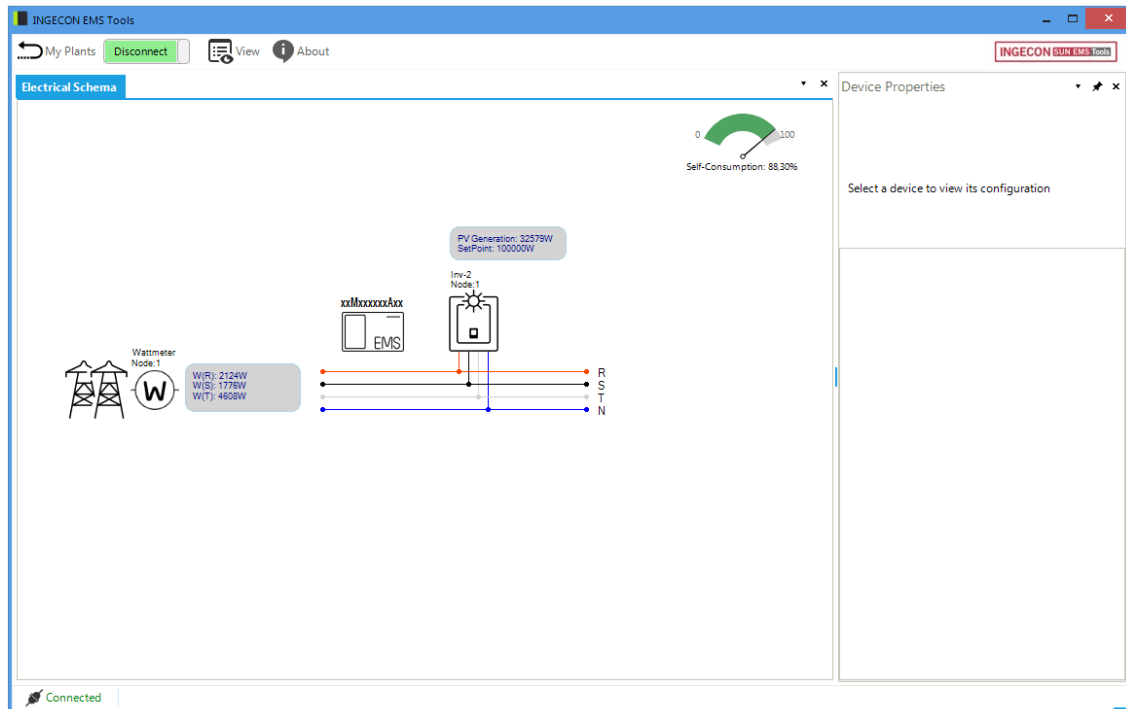 INGECON EMS Tools
My Plants
Disconnect
View
About
INGECON SUN EMS Tools
Electrical Schema
Device Properties
0
100
Self-Consumption: 88,30%
Select a device to view its configuration
PV Generation: 32579W
SetPoint: 100000W
Inv-2
Node:1
xxMxxxxxxAxx
EMS
Wattmeter
Node:1
W
W(R): 2124W
W(S): 1776W
W(T): 4608W
R
S
T
N
Connected